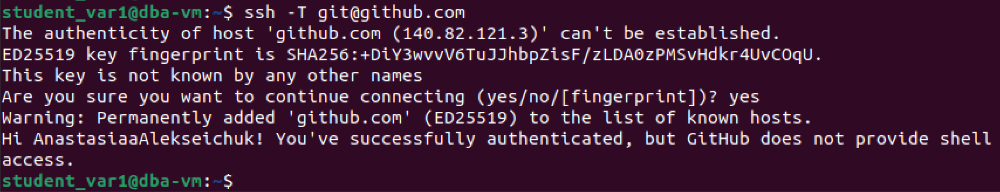 student_var1@dba-vm:~$ ssh -T git@github.com
The authenticity of host 'github.com (140.82.121.3)' can't be established.
ED25519 key fingerprint is SHA256:+DiY3wvvV6TuJJhbpZisF/zLDA0zPMSvHdkr4UvCOqU.
This key is not known by any other names
Are you sure you want to continue connecting (yes/no/[fingerprint])? yes
Warning: Permanently added 'github.com' (ED25519) to the list of known hosts.
Hi AnastasiaaAlekseichuk! You've successfully authenticated, but GitHub does not provide shell
access.
student_var1@dba-vm:~$